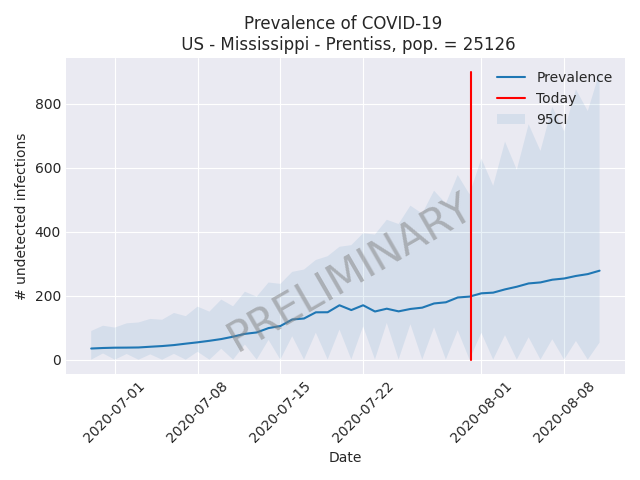 Prevalence of COVID-19
US - Mississippi - Prentiss, pop. = 25126
Prevalence
Today
95CI
# undetected infections
800
600
400
200
0
PRELIMINARY
2020-07-01
2020-07-08
2020-07-15
2020-07-22
2020-08-01
2020-08-08
Date